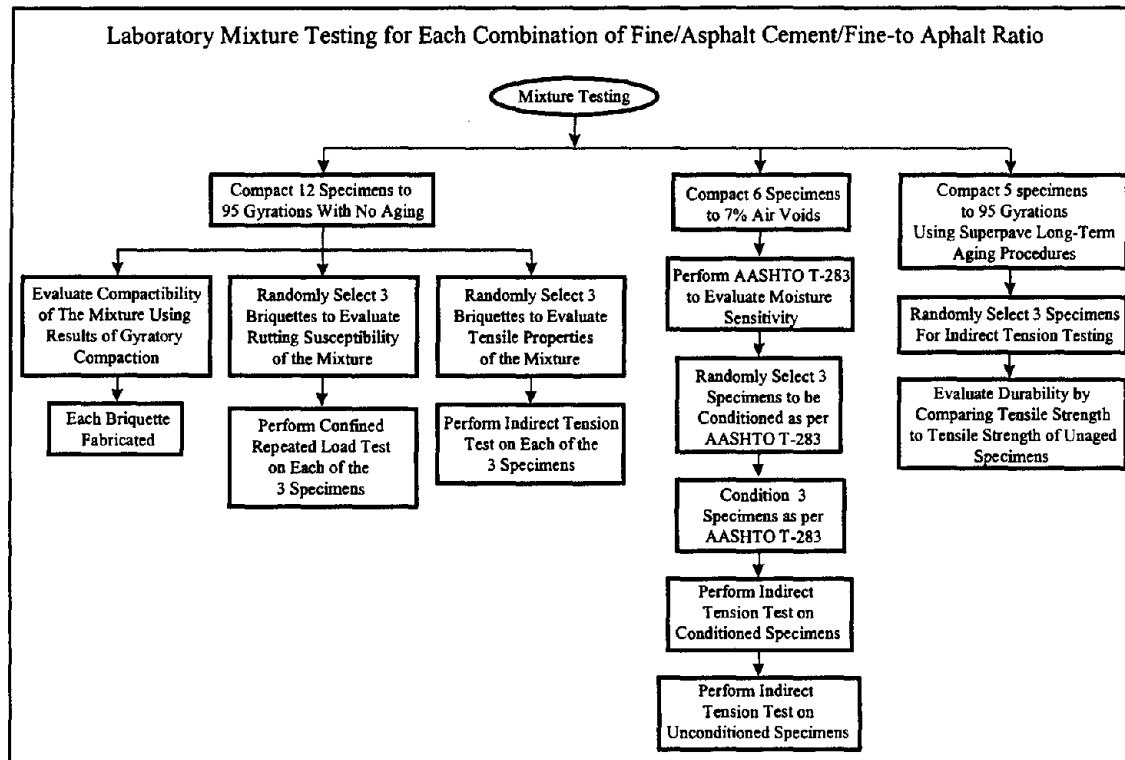 Laboratory Mixture Testing for Each Combination of Fine/Asphalt Cement/Fine-to Aphalt Ratio
Mixture Testing
Compact 12 Specimens to
95 Gyrations With No Aging
Evaluate Compactibility
of The Mixture Using
Results of Gyratory
Compaction
Each Briquette
Fabricated
Randomly Select 3
Briquettes to Evaluate
Rutting Susceptibility
of the Mixture
Perform Confined
Repeated Load Test
on Each of the
3 Specimens
Randomly Select 3
Briquettes to Evaluate
Tensile Properties
of the Mixture
Perform Indirect Tension
Test on Each of the
3 Specimens
Compact 6 Specimens
to 7% Air Voids
Perform AASHTO T-283
to Evaluate Moisture
Sensitivity
Randomly Select 3
Specimens to be
Conditioned as per
AASHTO T-283
Condition 3
Specimens as per
AASHTO T-283
Perform Indirect
Tension Test on
Conditioned Specimens
Perform Indirect
Tension Test on
Unconditioned Specimens
Compact 5 specimens
to 95 Gyrations
Using Superpave Long-Term
Aging Procedures
Randomly Select 3 Specimens
For Indirect Tension Testing
Evaluate Durability by
Comparing Tensile Strength
to Tensile Strength of Unaged
Specimens